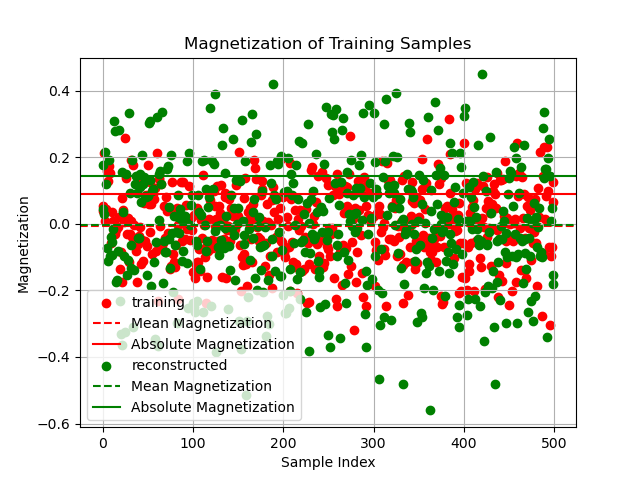 Magnetization of Training Samples
Magnetization
0.4
0.2
0.0
−0.2
−0.4
−0.6
training
Mean Magnetization
Absolute Magnetization
reconstructed
Mean Magnetization
Absolute Magnetization
0 100 200 300 400 500
Sample Index